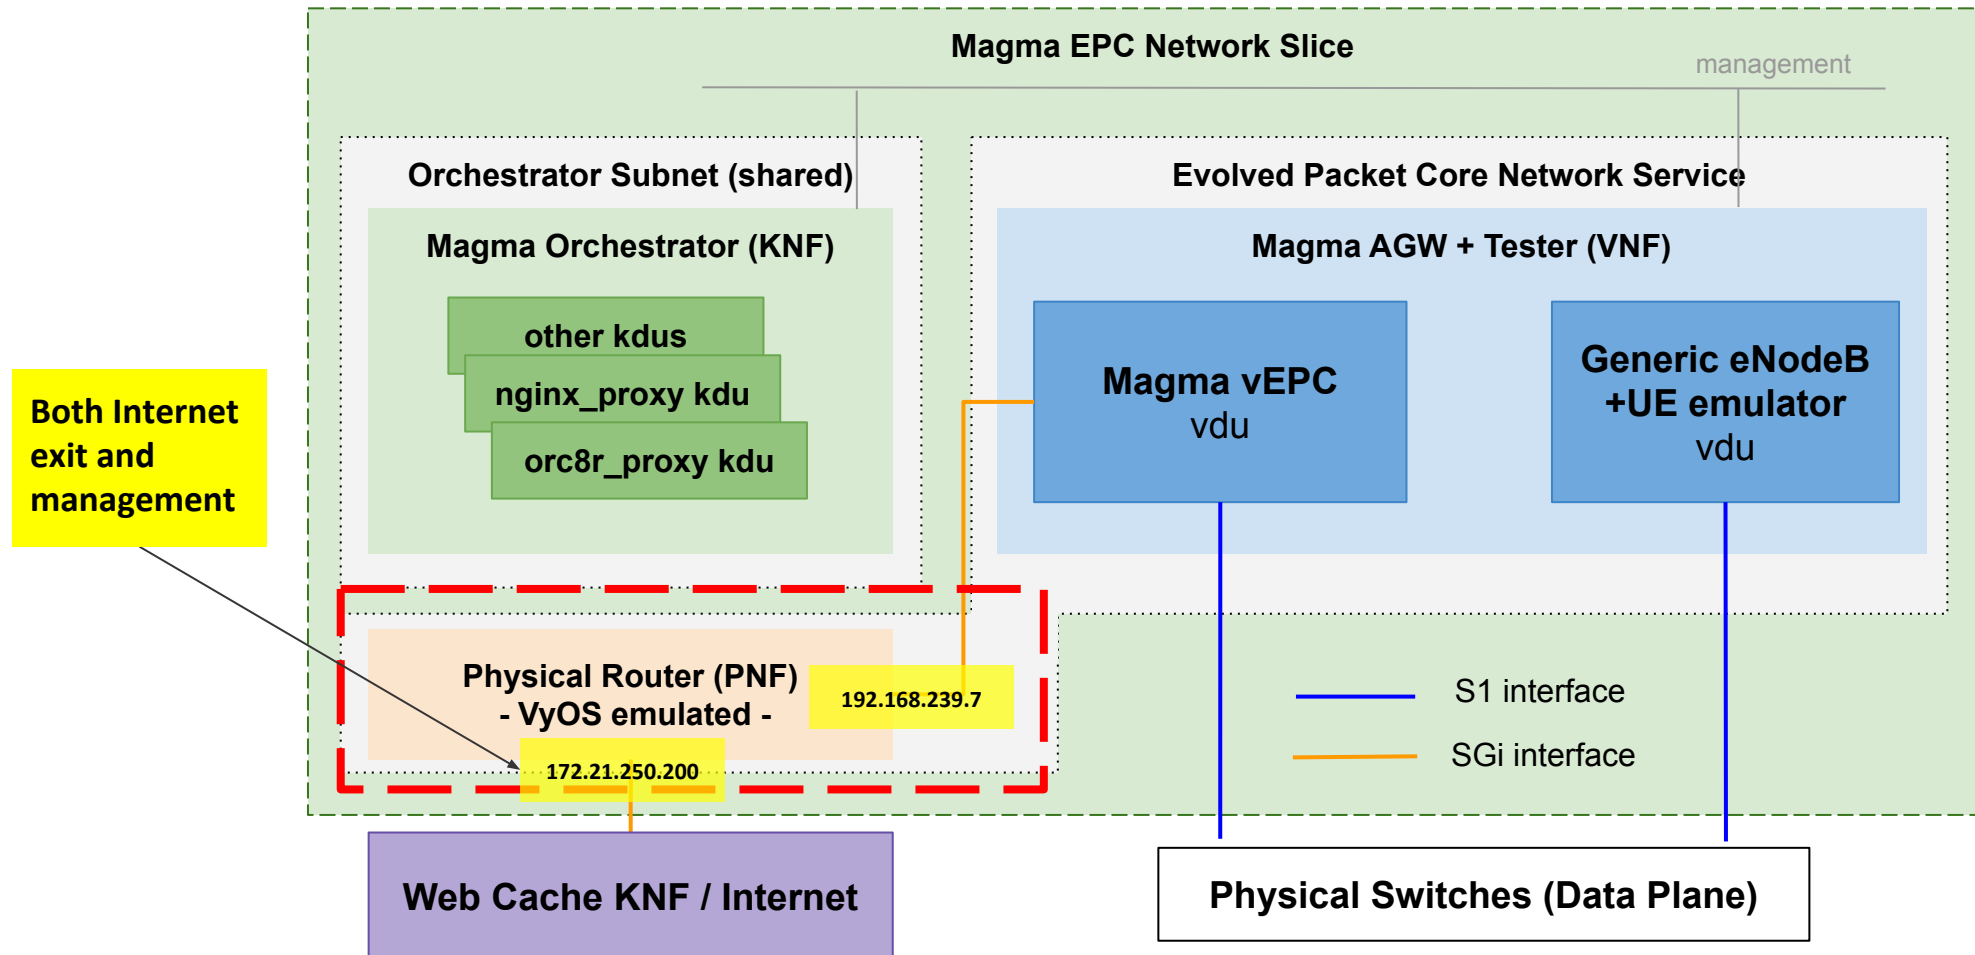 Magma EPC Network Slice
management
Orchestrator Subnet (shared)
Evolved Packet Core Network Service
Magma Orchestrator (KNF)
Magma AGW + Tester (VNF)
other kdus
nginx_proxy kdu
orc8r_proxy kdu
Magma vEPC
vdu
Generic eNodeB
+UE emulator
vdu
Both Internet
exit and
management
Physical Router (PNF)
- VyOS emulated -
192.168.239.7
172.21.250.200
S1 interface
SGi interface
Web Cache KNF / Internet
Physical Switches (Data Plane)